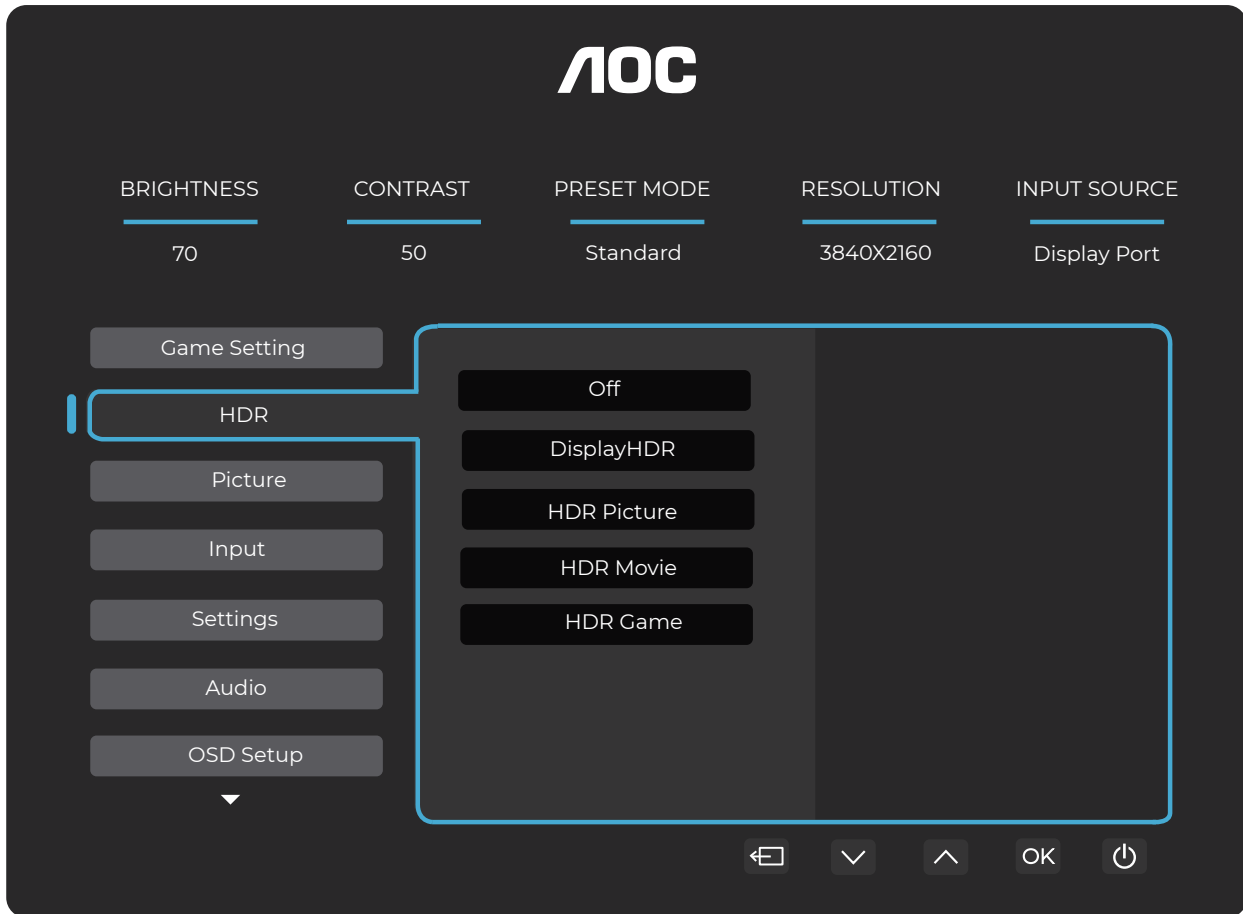 AOC
BRIGHTNESS CONTRAST PRESET MODE RESOLUTION INPUT SOURCE
70 50 Standard 3840X2160 Display Port
Game Setting
HDR
Picture
Input
Settings
Audio
OSD Setup
Off
DisplayHDR
HDR Picture
HDR Movie
HDR Game
OK